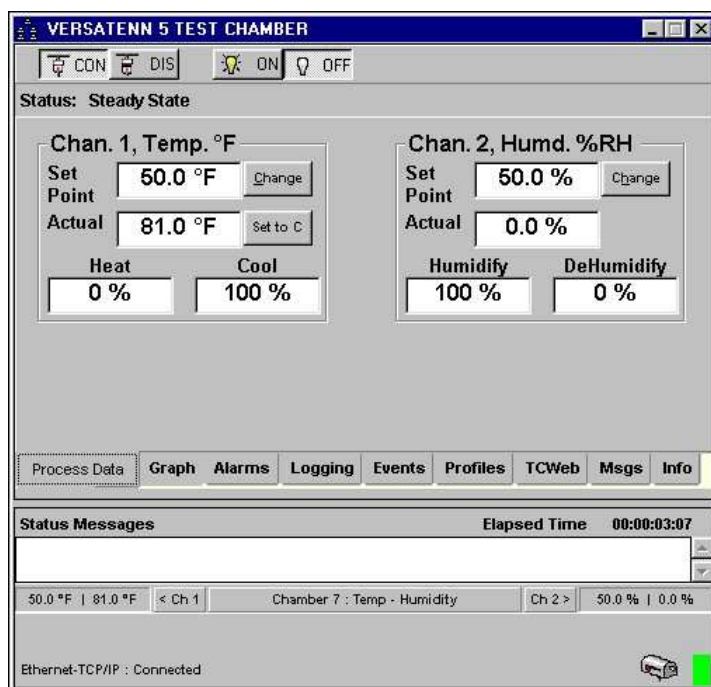 VERSATENN 5 TEST CHAMBER
CON DIS ON OFF
Status: Steady State
Chan. 1, Temp. °F
Set Point 50.0 °F Change
Actual 81.0 °F Set to C
Heat Cool
0 % 100 %
Chan. 2, Humd. %RH
Set Point 50.0 % Change
Actual 0.0 %
Humidify DeHumidify
100 % 0 %
Process Data Graph Alarms Logging Events Profiles TCWeb Msgs Info
Status Messages Elapsed Time 00:00:03:07
50.0 °F | 81.0 °F < Ch 1 Chamber 7 : Temp - Humidity Ch 2 > 50.0 % | 0.0 %
Ethernet-TCP/IP : Connected